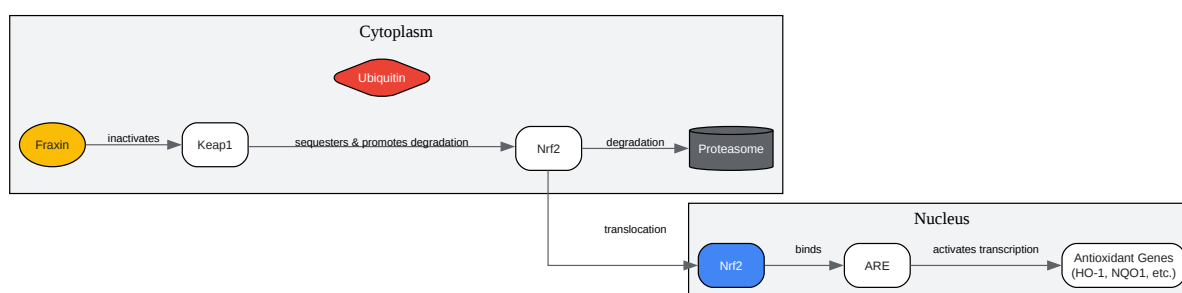 Cytoplasm
Ubiquitin
Fraxin
inactivates
Keap1
sequesters & promotes degradation
Nrf2
degradation
Proteasome
translocation
Nucleus
Nrf2
binds
ARE
activates transcription
Antioxidant Genes
(HO-1, NQO1, etc.)